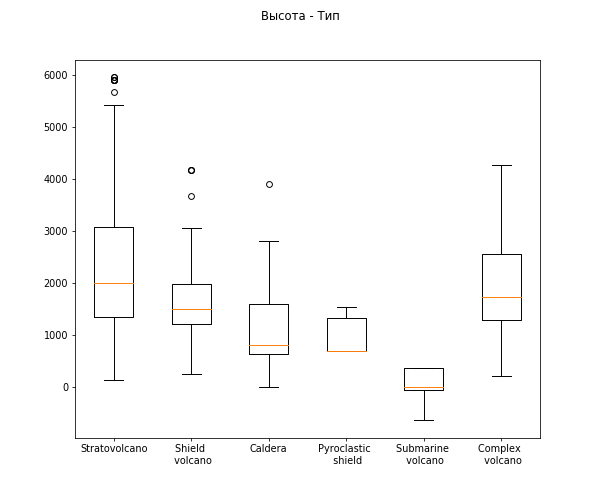 Высота - Тип
6000
5000
4000
3000
2000
1000
0
Stratovolcano
Shield
volcano
Caldera
Pyroclastic
shield
Submarine
volcano
Complex
volcano